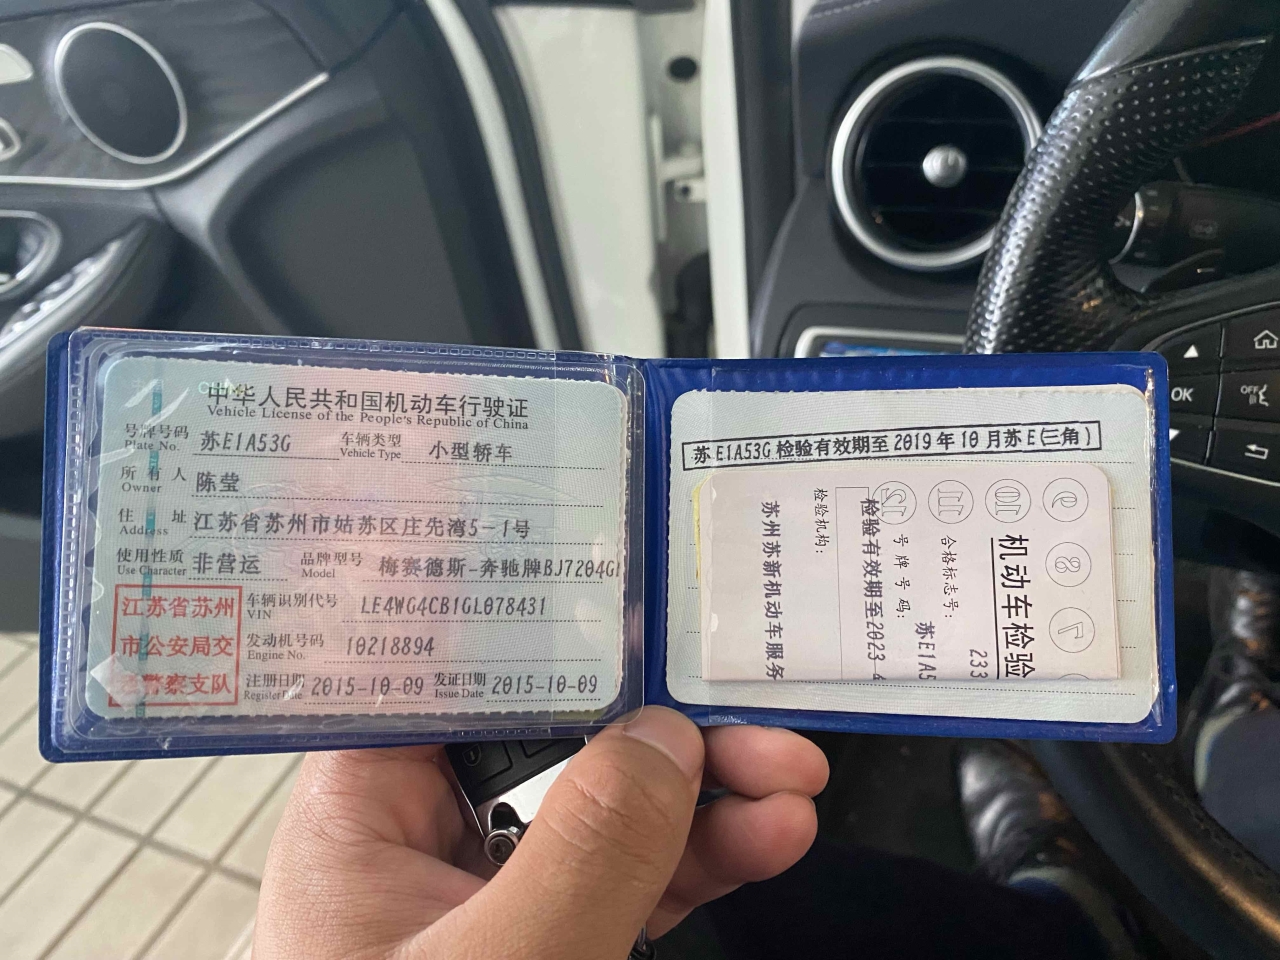 中华人民共和国机动车行驶证
Vehicle License of the People's Republic of China
号牌号码 苏E1A53G 车辆类型 小型轿车
Plate No. Vehicle Type
所有人 陈莹
Owner
住址 江苏省苏州市姑苏区庄先湾5-1号
Address
使用性质 非营运 品牌型号 梅赛德斯-奔驰牌BJ7204G
Use Character Model
江苏省苏州
市公安局交
警察支队
车辆识别代号 LE4WG4CB1GL078431
VIN
发动机号码 10218894
Engine No.
注册日期 2015-10-09 发证日期 2015-10-09
Register Date Issue Date
苏E1A53G 检验有效期至2019年10月苏E(三角)
机动车检验
合格标志号: 233
号牌号码: 苏E1A5
检验有效期至2023
检验机构:
苏州苏新机动车服务
9 10 11 12
8
7
OK
OFF